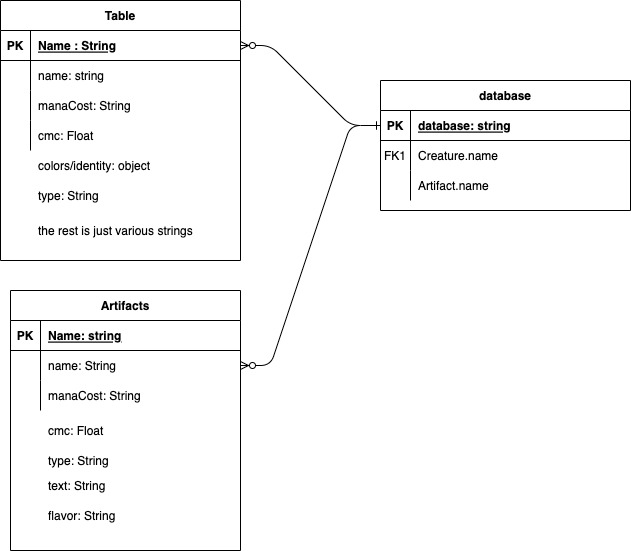 Table
PK Name : String
name: string
manaCost: String
cmc: Float
colors/identity: object
type: String
the rest is just various strings
database
PK database: string
FK1 Creature.name
Artifact.name
Artifacts
PK Name: string
name: String
manaCost: String
cmc: Float
type: String
text: String
flavor: String